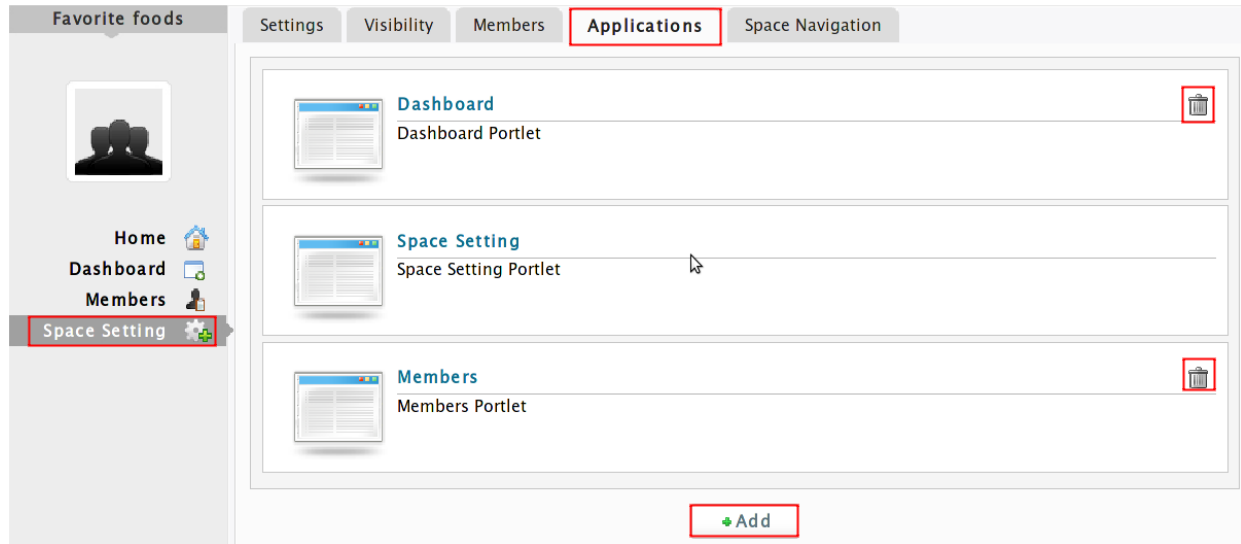 Favorite foods
Settings
Visibility
Members
Applications
Space Navigation
Dashboard
Dashboard Portlet
Home
Dashboard
Members
Space Setting
Space Setting
Space Setting Portlet
Members
Members Portlet
Add